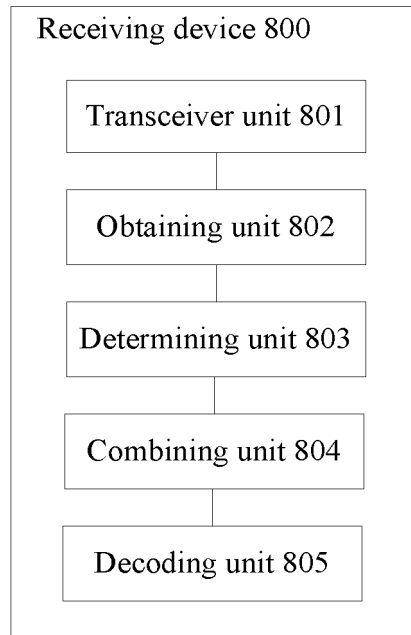 Receiving device 800
Transceiver unit 801
Obtaining unit 802
Determining unit 803
Combining unit 804
Decoding unit 805